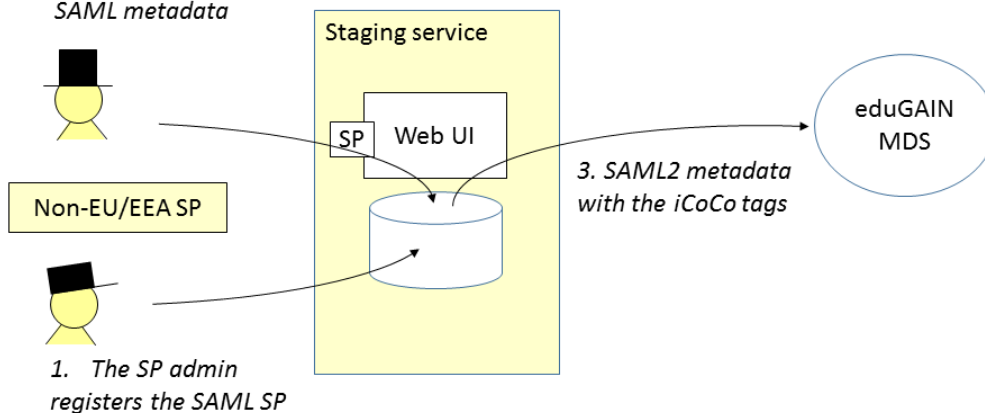 SAML metadata
Staging service
SP
Web UI
eduGAIN
MDS
3. SAML2 metadata
with the iCoCo tags
Non-EU/EEA SP
1. The SP admin
registers the SAML SP